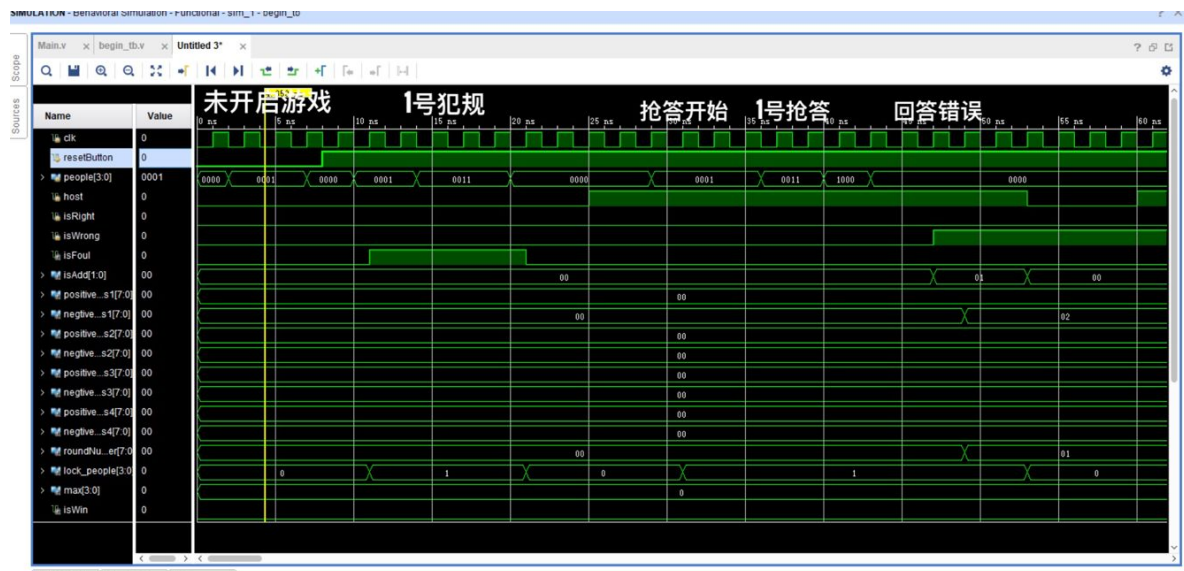 SIMULATION - Behavioral Simulation - Functional - sim_1 - begin_tb
Scope
Sources
Main.v
begin_tb.v
Untitled 3*
未开启游戏
1号犯规
抢答开始
1号抢答
回答错误
Name
Value
0 ns
5 ns
10 ns
15 ns
20 ns
25 ns
35 ns
40 ns
50 ns
55 ns
60 ns
clk 0
resetButton 0
people[3:0] 0001 0000 0001 0000 0001 0011 0000 0001 0011 1000 0000
host 0
isRight 0
isWrong 0
isFoul 0
isAdd[1:0] 00 00 01 00
positive...s1[7:0] 00 00
negtive...s1[7:0] 00 00 02
positive...s2[7:0] 00 00
negtive...s2[7:0] 00 00
positive...s3[7:0] 00 00
negtive...s3[7:0] 00 00
positive...s4[7:0] 00 00
negtive...s4[7:0] 00 00
roundNu...er[7:0 00 00 01
lock_people[3:0 0 0 1 0 1 0
max[3:0] 0 0
isWin 0